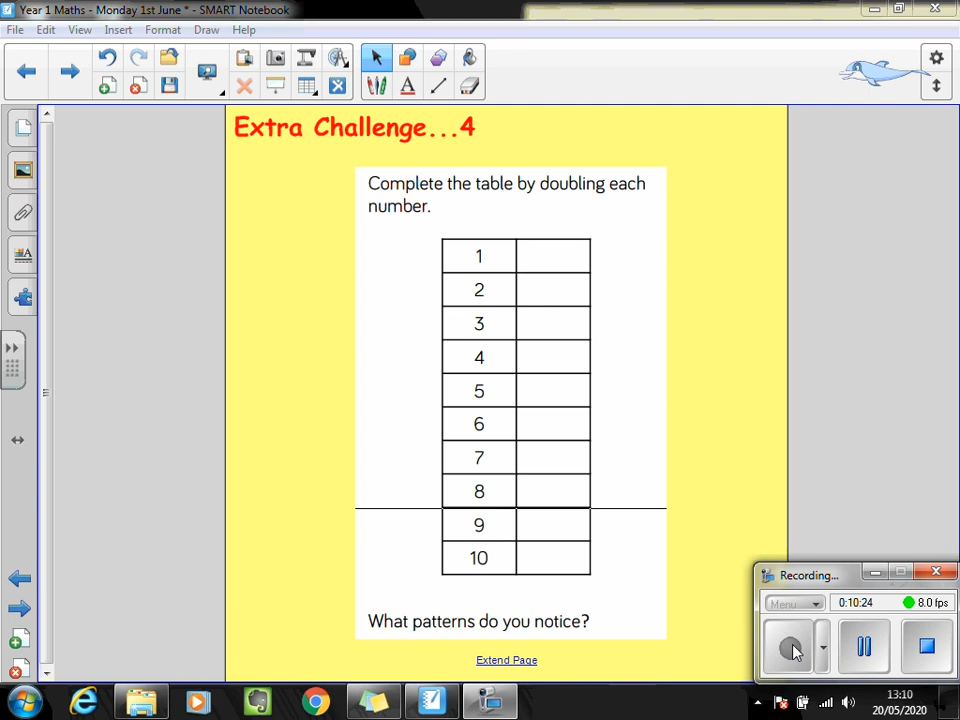 Year 1 Maths - Monday 1st June * - SMART Notebook
File Edit View Insert Format Draw Help
Extra Challenge...4
Complete the table by doubling each
number.
1
2
3
4
5
6
7
8
9
10
What patterns do you notice?
Extend Page
Recording...
Menu 0:10:24 8.0 fps
13:10
20/05/2020